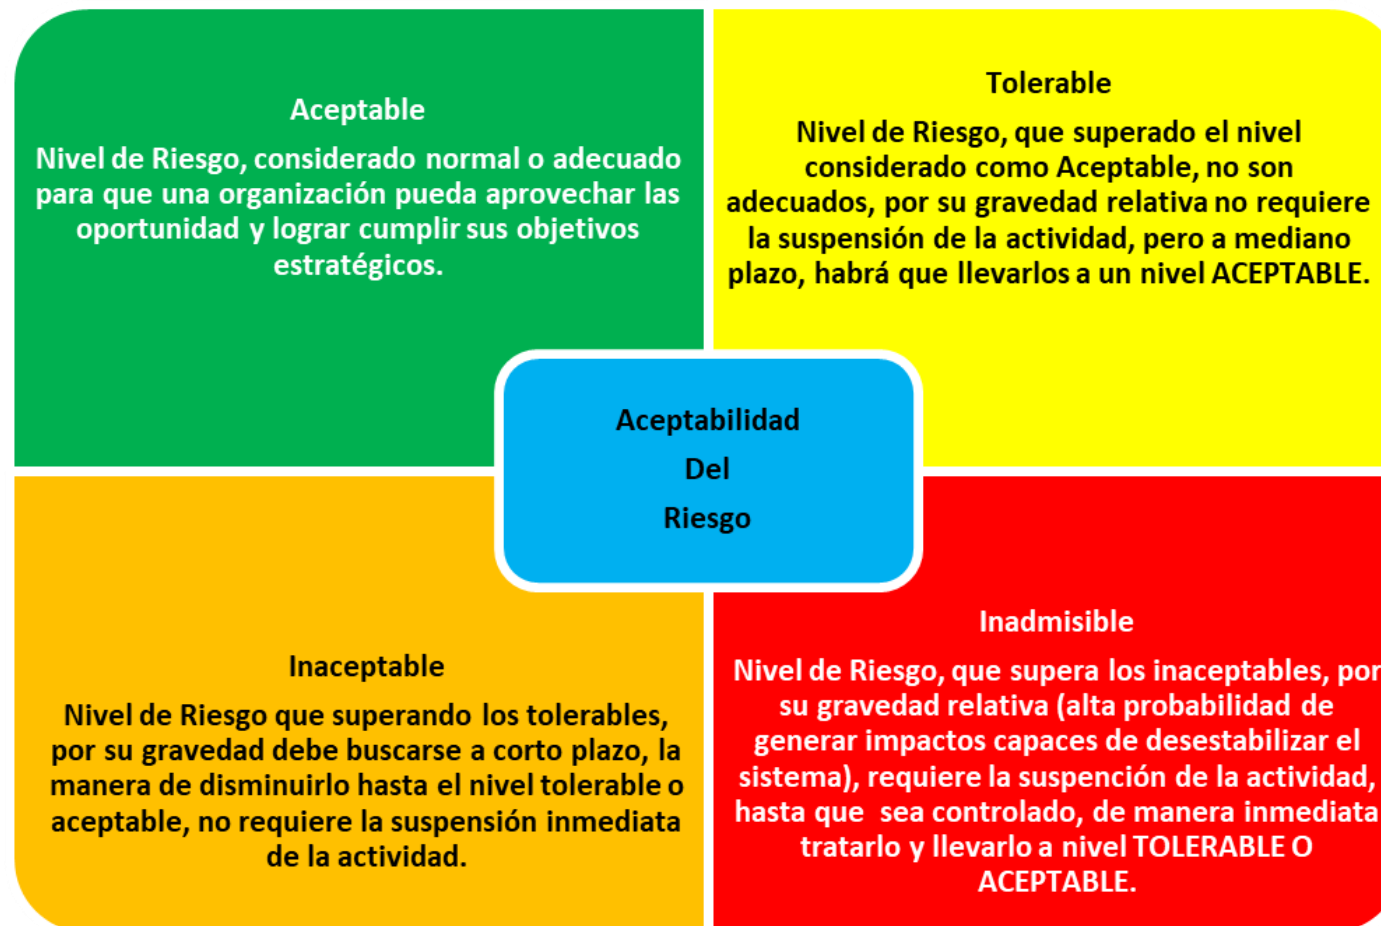 Aceptable
Nivel de Riesgo, considerado normal o adecuado
para que una organización pueda aprovechar las
oportunidad y lograr cumplir sus objetivos
estratégicos.
Tolerable
Nivel de Riesgo, que superado el nivel
considerado como Aceptable, no son
adecuados, por su gravedad relativa no requiere
la suspensión de la actividad, pero a mediano
plazo, habrá que llevarlos a un nivel ACEPTABLE.
Aceptabilidad
Del
Riesgo
Inaceptable
Nivel de Riesgo que superando los tolerables,
por su gravedad debe buscarse a corto plazo, la
manera de disminuirlo hasta el nivel tolerable o
aceptable, no requiere la suspensión inmediata
de la actividad.
Inadmisible
Nivel de Riesgo, que supera los inaceptables, por
su gravedad relativa (alta probabilidad de
generar impactos capaces de desestabilizar el
sistema), requiere la suspención de la actividad,
hasta que sea controlado, de manera inmediata
tratarlo y llevarlo a nivel TOLERABLE O
ACEPTABLE.